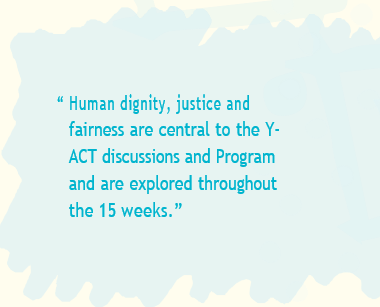 “ Human dignity, justice and
fairness are central to the Y-
ACT discussions and Program
and are explored throughout
the 15 weeks.”